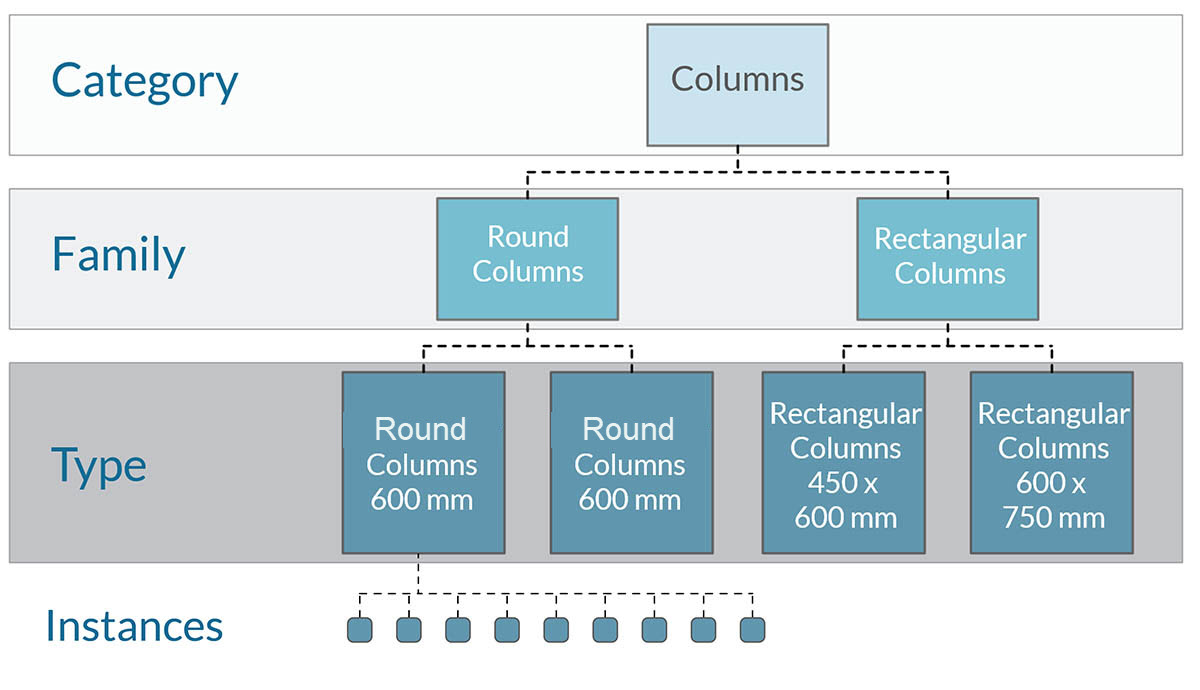 Category
Columns
Family
Round
Columns
Rectangular
Columns
Type
Round
Columns
600 mm
Round
Columns
600 mm
Rectangular
Columns
450 x
600 mm
Rectangular
Columns
600 x
750 mm
Instances